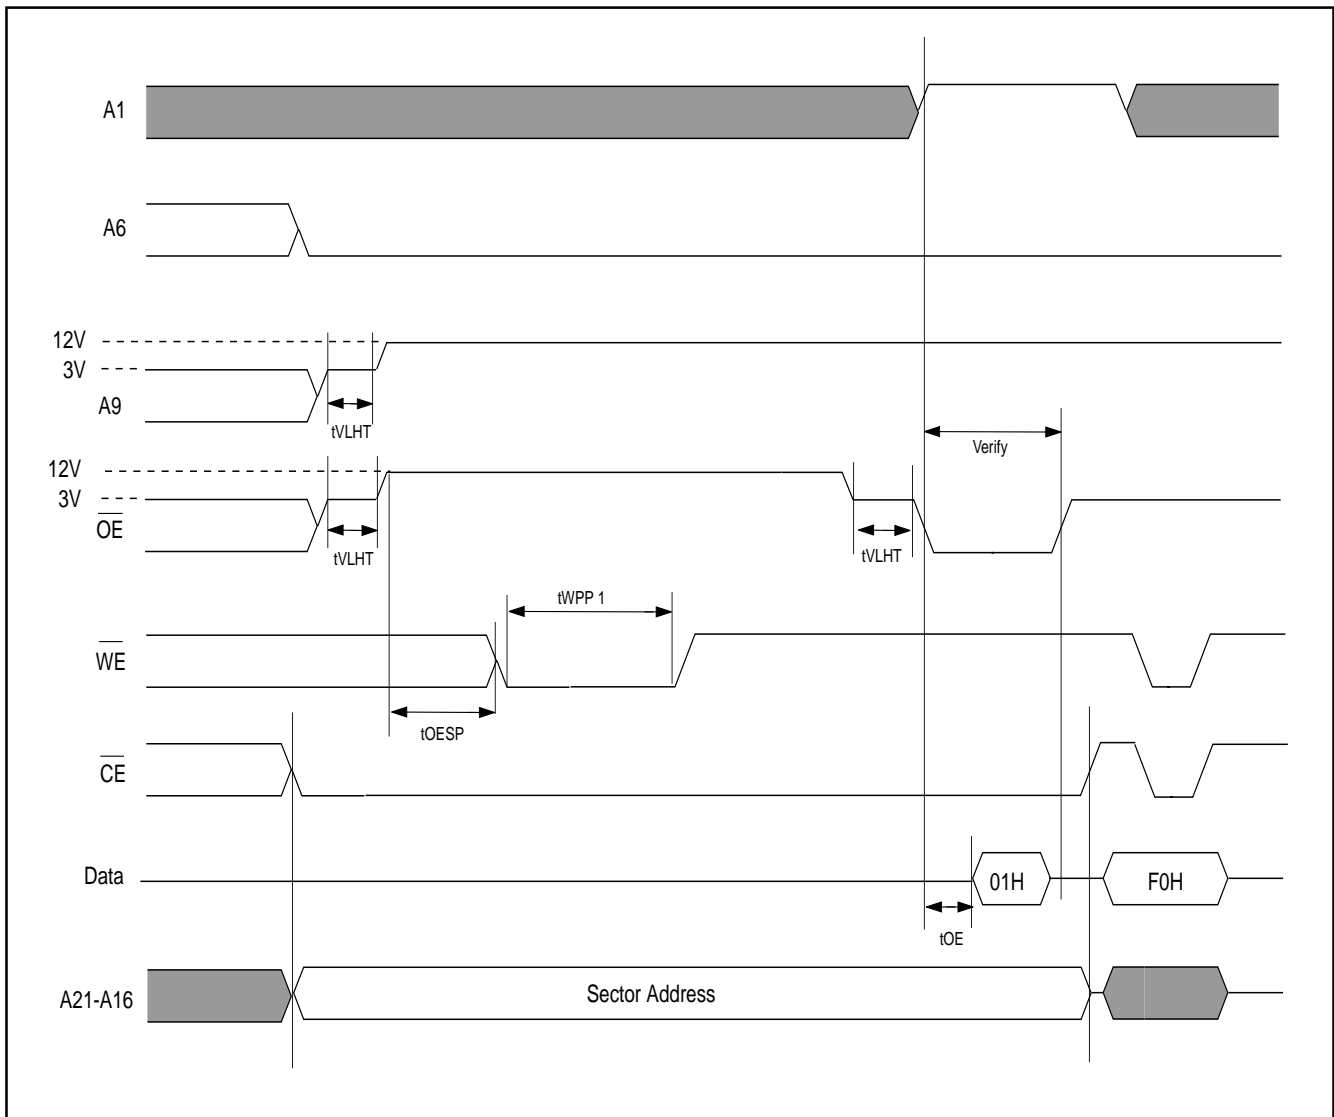 A1
A6
12V
3V
A9
tVLHT
Verify
12V
3V
OE
tVLHT
tVLHT
tWPP 1
WE
tOESP
CE
Data
01H
F0H
tOE
A21-A16
Sector Address